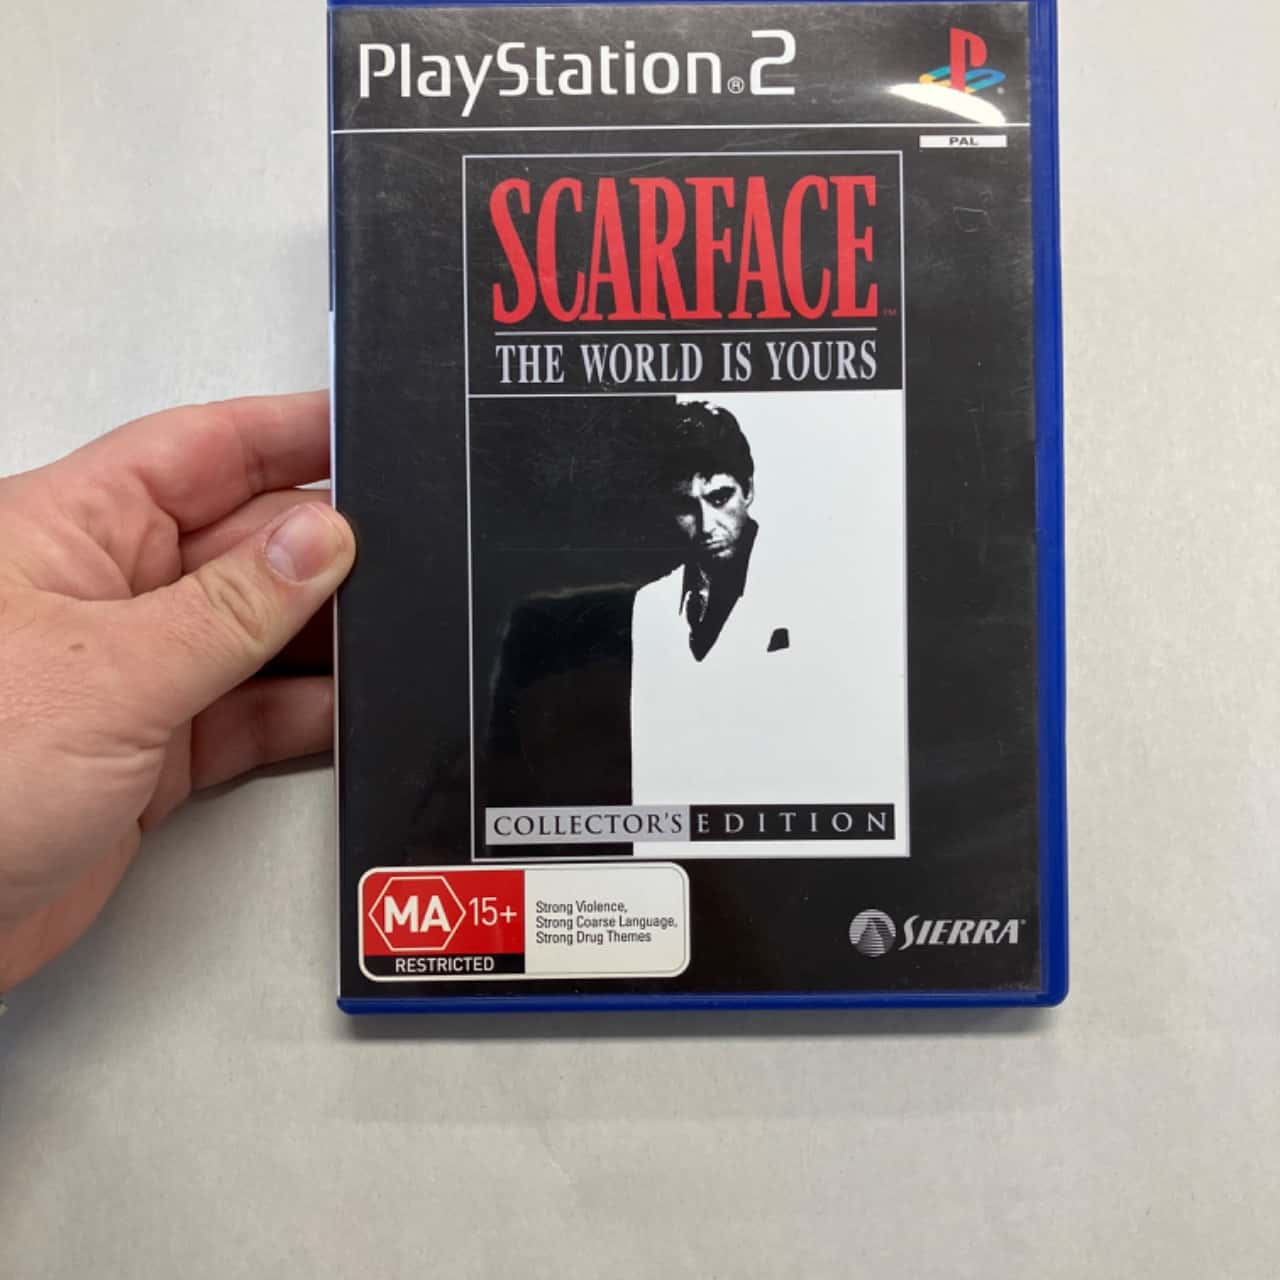 PlayStation®2
PAL
SCARFACE™
THE WORLD IS YOURS
COLLECTOR'S EDITION
MA 15+
RESTRICTED
Strong Violence,
Strong Coarse Language,
Strong Drug Themes
SIERRA®